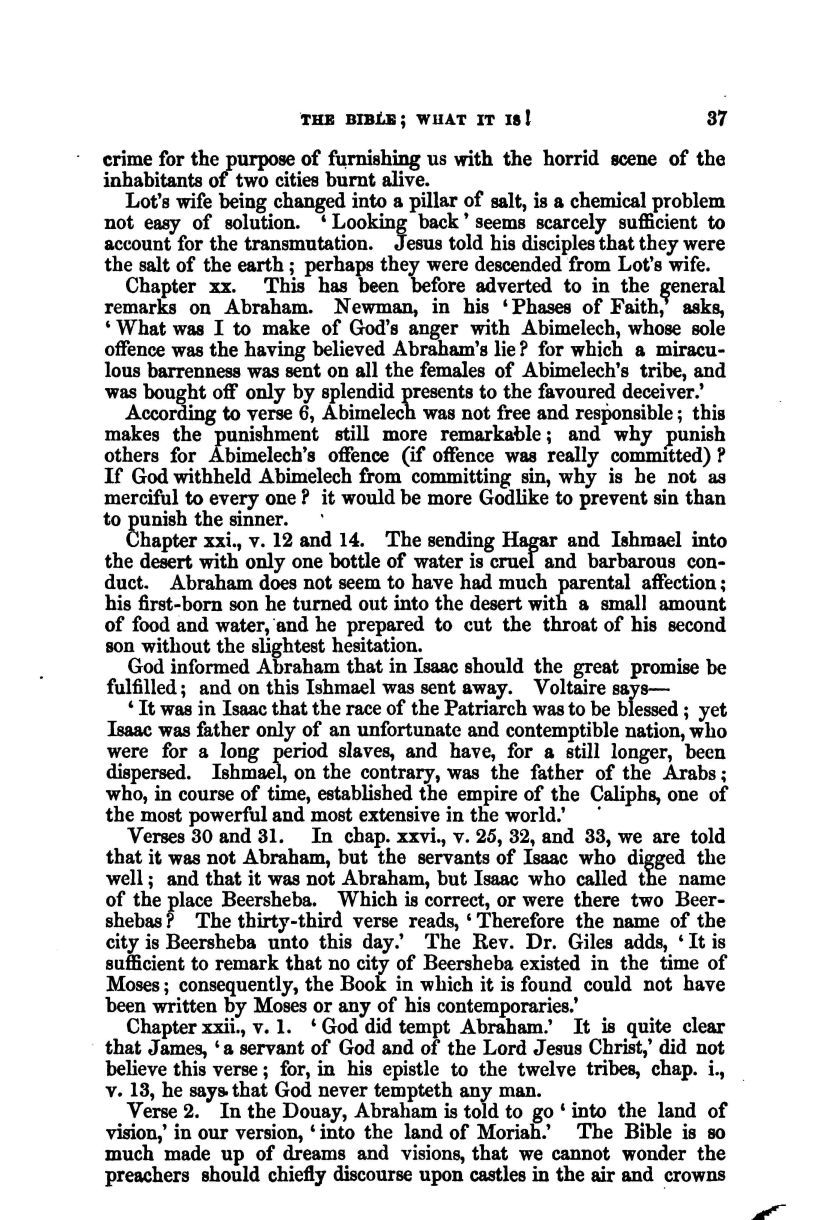 THE BIBLE; WHAT IT IS! 37
crime for the purpose of furnishing us with the horrid scene of the
inhabitants of two cities burnt alive.
Lot's wife being changed into a pillar of salt, is a chemical problem
not easy of solution. ‘Looking back’ seems scarcely sufficient to
account for the transmutation. Jesus told his disciples that they were
the salt of the earth; perhaps they were descended from Lot's wife.
Chapter xx. This has been before adverted to in the general
remarks on Abraham. Newman, in his ‘Phases of Faith,’ asks,
‘What was I to make of God's anger with Abimelech, whose sole
offence was the having believed Abraham's lie? for which a miracu-
lous barrenness was sent on all the females of Abimelech's tribe, and
was bought off only by splendid presents to the favoured deceiver.’
According to verse 6, Abimelech was not free and responsible; this
makes the punishment still more remarkable; and why punish
others for Abimelech's offence (if offence was really committed)?
If God withheld Abimelech from committing sin, why is he not as
merciful to every one? it would be more Godlike to prevent sin than
to punish the sinner.
Chapter xxi., v. 12 and 14. The sending Hagar and Ishmael into
the desert with only one bottle of water is cruel and barbarous con-
duct. Abraham does not seem to have had much parental affection;
his first-born son he turned out into the desert with a small amount
of food and water, and he prepared to cut the throat of his second
son without the slightest hesitation.
God informed Abraham that in Isaac should the great promise be
fulfilled; and on this Ishmael was sent away. Voltaire says—
‘It was in Isaac that the race of the Patriarch was to be blessed; yet
Isaac was father only of an unfortunate and contemptible nation, who
were for a long period slaves, and have, for a still longer, been
dispersed. Ishmael, on the contrary, was the father of the Arabs;
who, in course of time, established the empire of the Caliphs, one of
the most powerful and most extensive in the world.’
Verses 30 and 31. In chap. xxvi., v. 25, 32, and 33, we are told
that it was not Abraham, but the servants of Isaac who digged the
well; and that it was not Abraham, but Isaac who called the name
of the place Beersheba. Which is correct, or were there two Beer-
shebas? The thirty-third verse reads, ‘Therefore the name of the
city is Beersheba unto this day.’ The Rev. Dr. Giles adds, ‘It is
sufficient to remark that no city of Beersheba existed in the time of
Moses; consequently, the Book in which it is found could not have
been written by Moses or any of his contemporaries.’
Chapter xxii., v. 1. ‘God did tempt Abraham.’ It is quite clear
that James, ‘a servant of God and of the Lord Jesus Christ,’ did not
believe this verse; for, in his epistle to the twelve tribes, chap. i.,
v. 13, he says that God never tempteth any man.
Verse 2. In the Douay, Abraham is told to go ‘into the land of
vision,’ in our version, ‘into the land of Moriah.’ The Bible is so
much made up of dreams and visions, that we cannot wonder the
preachers should chiefly discourse upon castles in the air and crowns